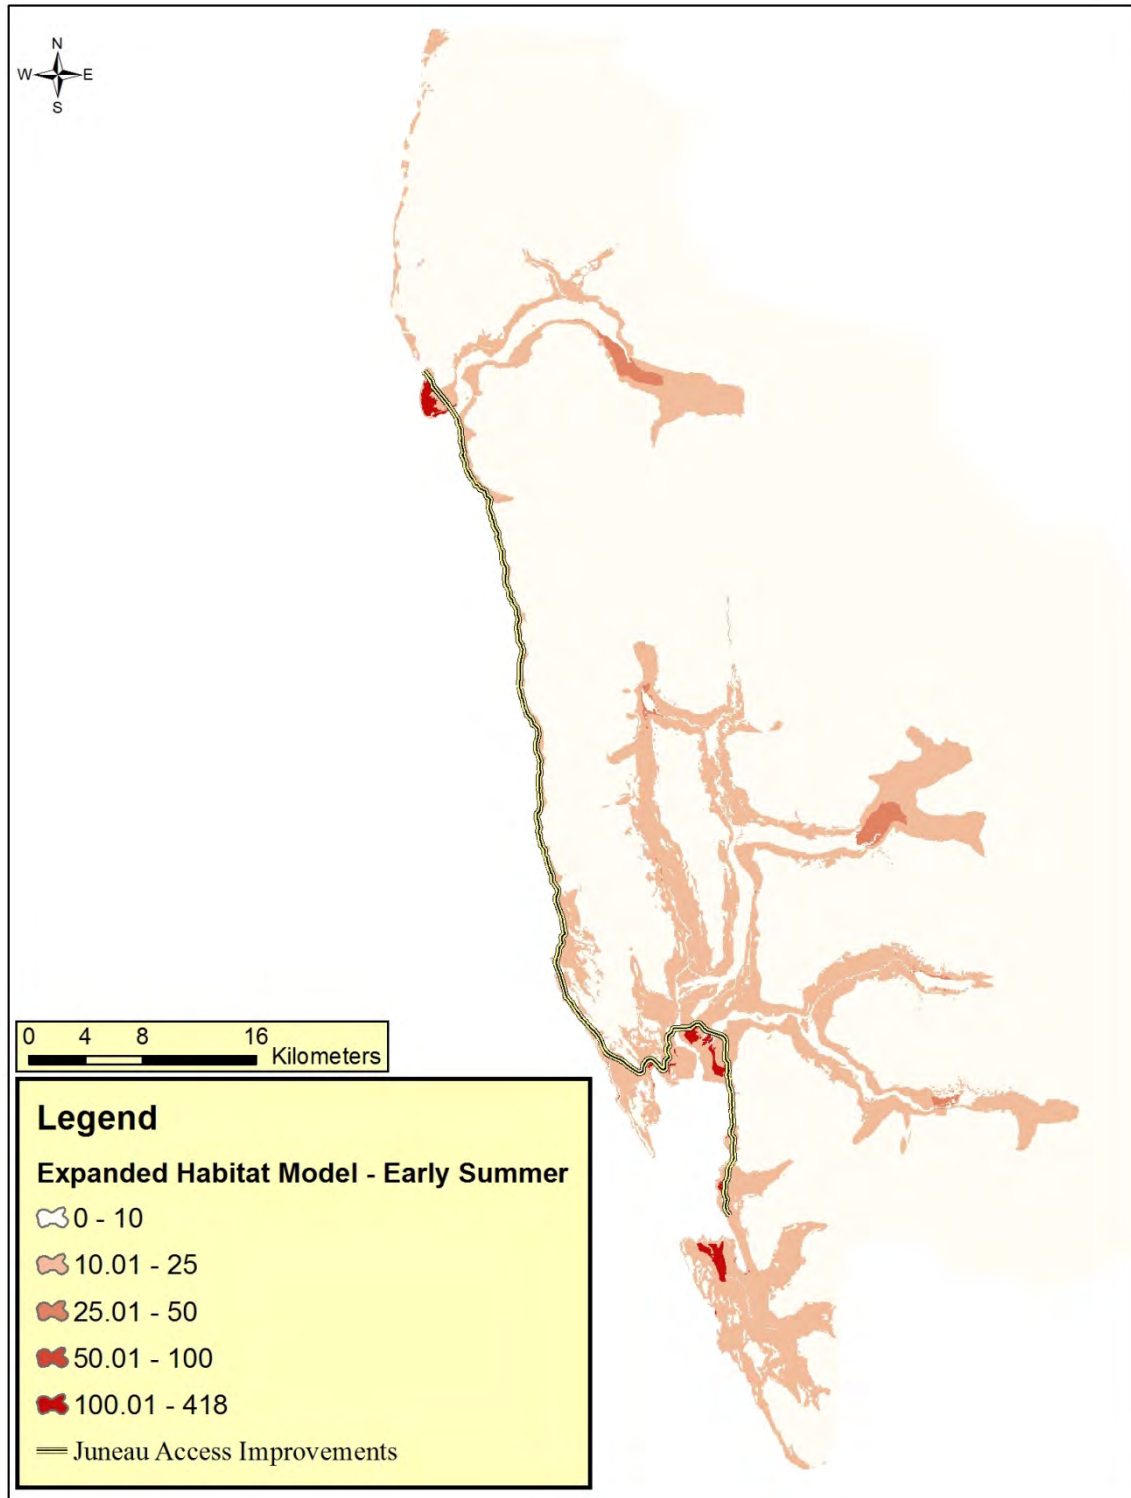 N
W E
S
0 4 8 16
Kilometers
Legend
Expanded Habitat Model - Early Summer
0 - 10
10.01 - 25
25.01 - 50
50.01 - 100
100.01 - 418
Juneau Access Improvements